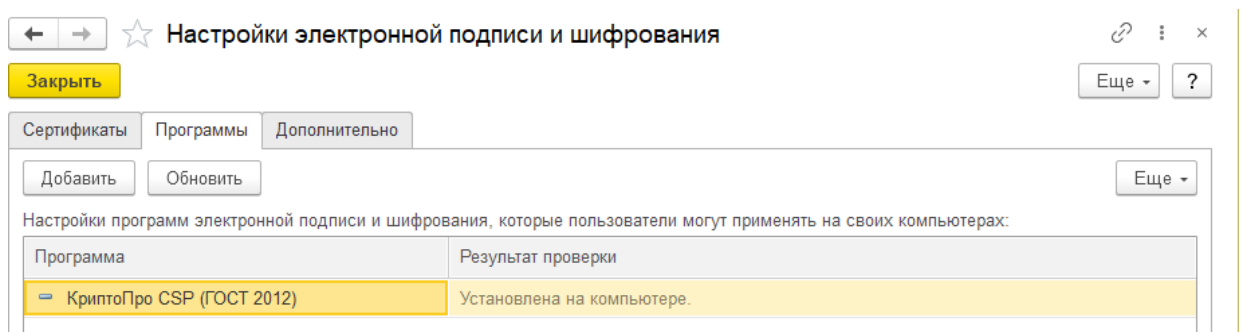 Настройки электронной подписи и шифрования
Закрыть
Еще
?
Сертификаты
Программы
Дополнительно
Добавить
Обновить
Еще
Настройки программ электронной подписи и шифрования, которые пользователи могут применять на своих компьютерах:
Программа
Результат проверки
КриптоПро CSP (ГОСТ 2012)
Установлена на компьютере.